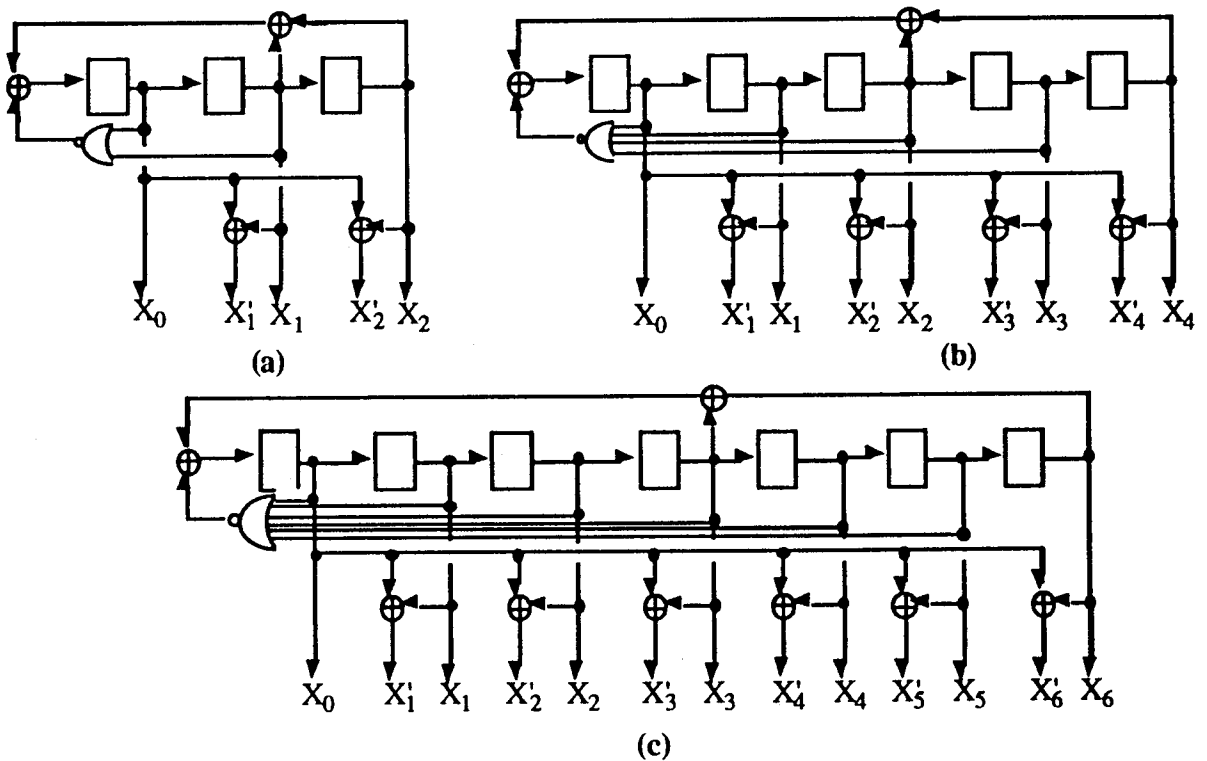 X₀ X'₁ X₁ X'₂ X₂
(a)
X₀ X'₁ X₁ X'₂ X₂ X'₃ X₃ X'₄ X₄
(b)
X₀ X'₁ X₁ X'₂ X₂ X'₃ X₃ X'₄ X₄ X'₅ X₅ X'₆ X₆
(c)